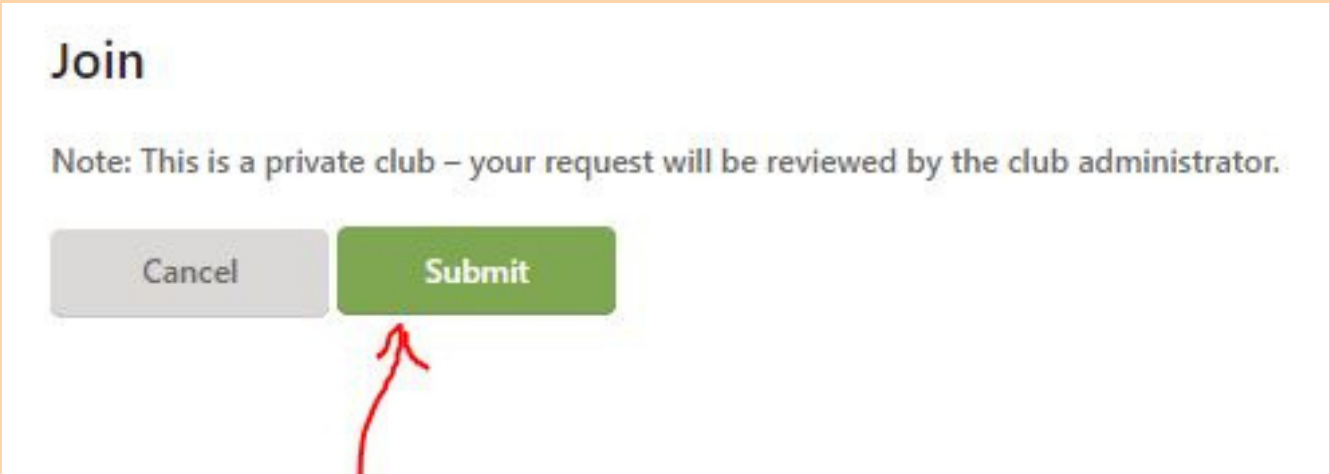 Join
Note: This is a private club – your request will be reviewed by the club administrator.
Cancel Submit